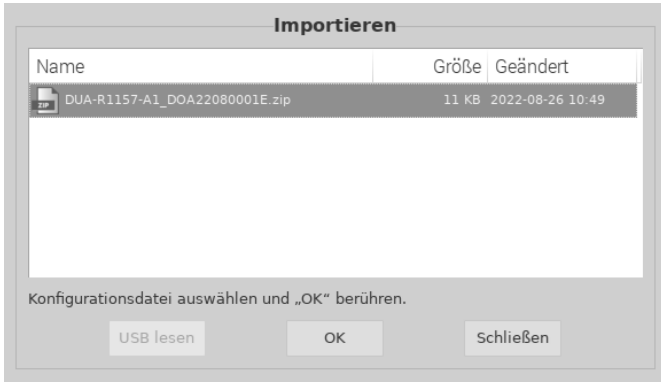 Importieren
Name Größe Geändert
ZIP DUA-R1157-A1_DOA22080001E.zip 11 KB 2022-08-26 10:49
Konfigurationsdatei auswählen und „OK“ berühren.
USB lesen OK Schließen